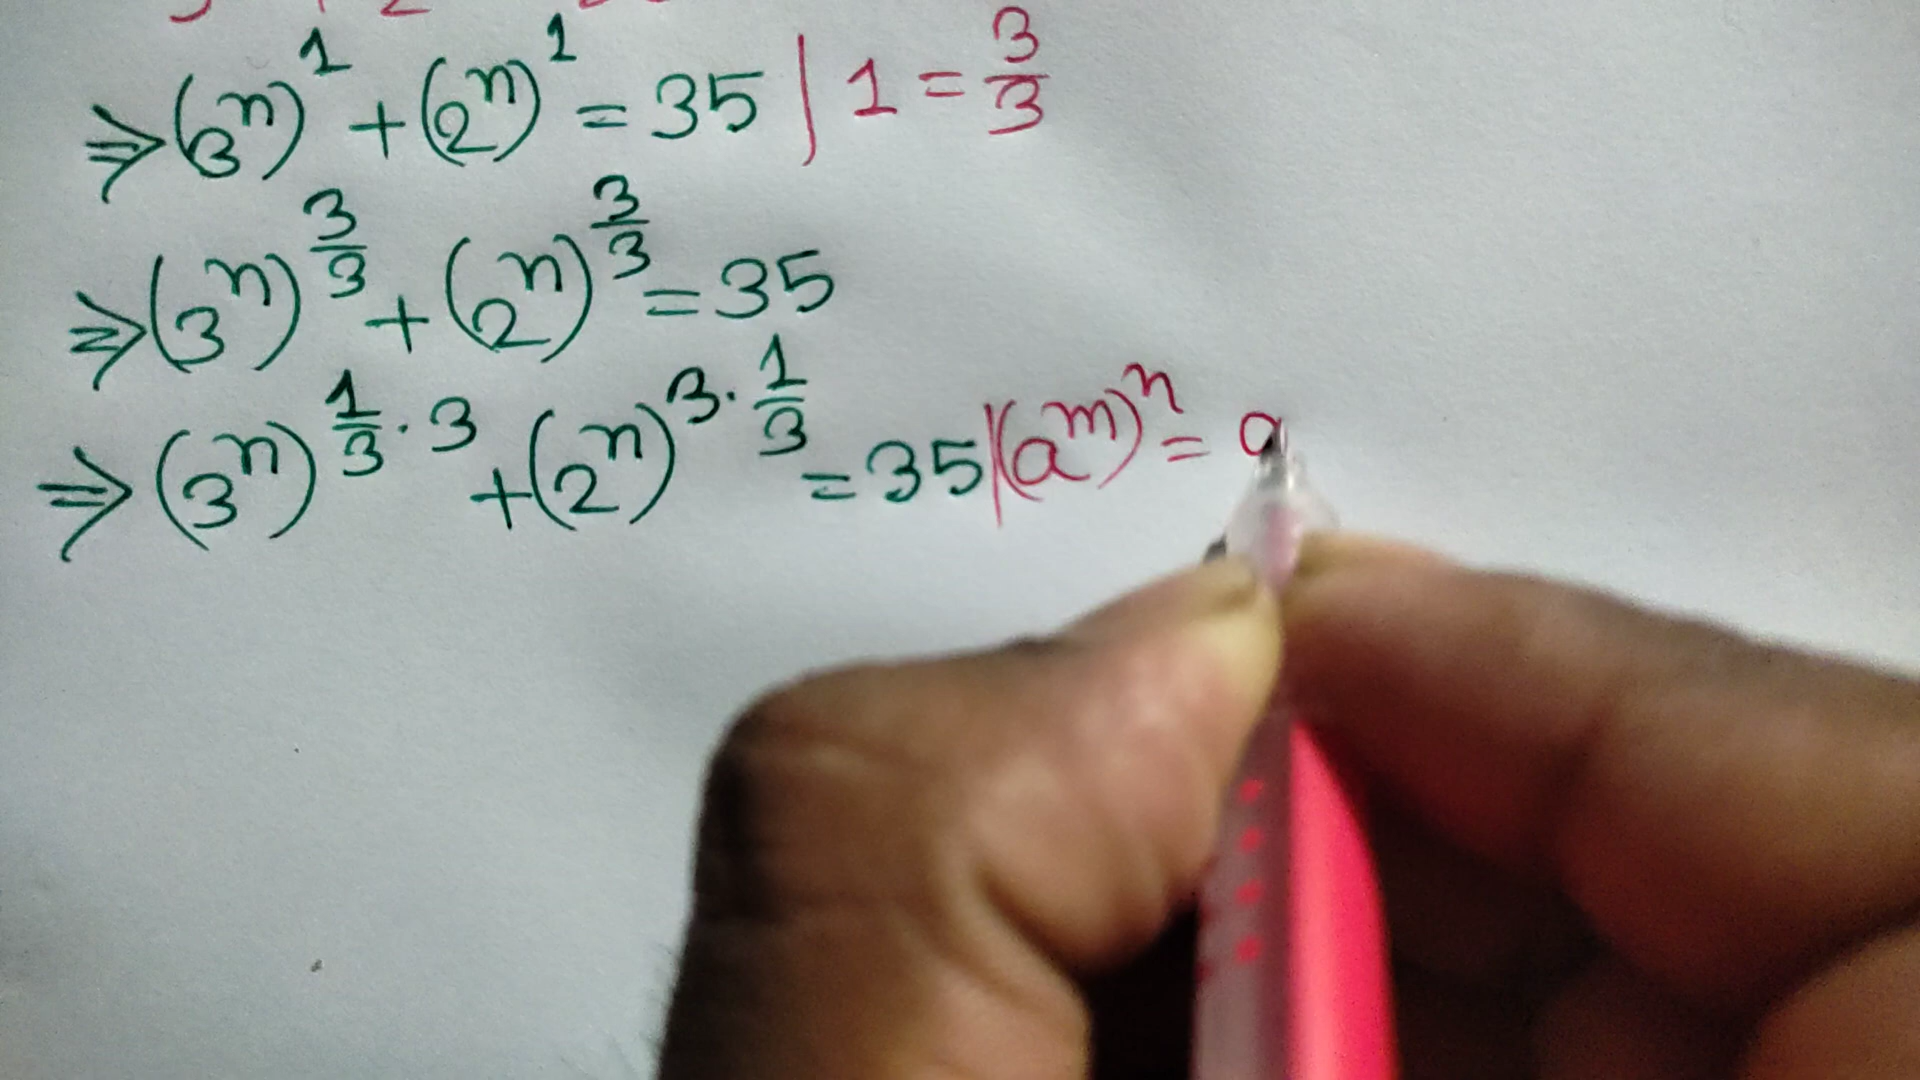 ⇒(3ⁿ)¹+(2ⁿ)¹=35 | 1=3/3
⇒(3ⁿ)^(3/3)+(2ⁿ)^(3/3)=35
⇒(3ⁿ)^(1/3·3)+(2ⁿ)^(3·1/3)=35|(aᵐ)ⁿ=a